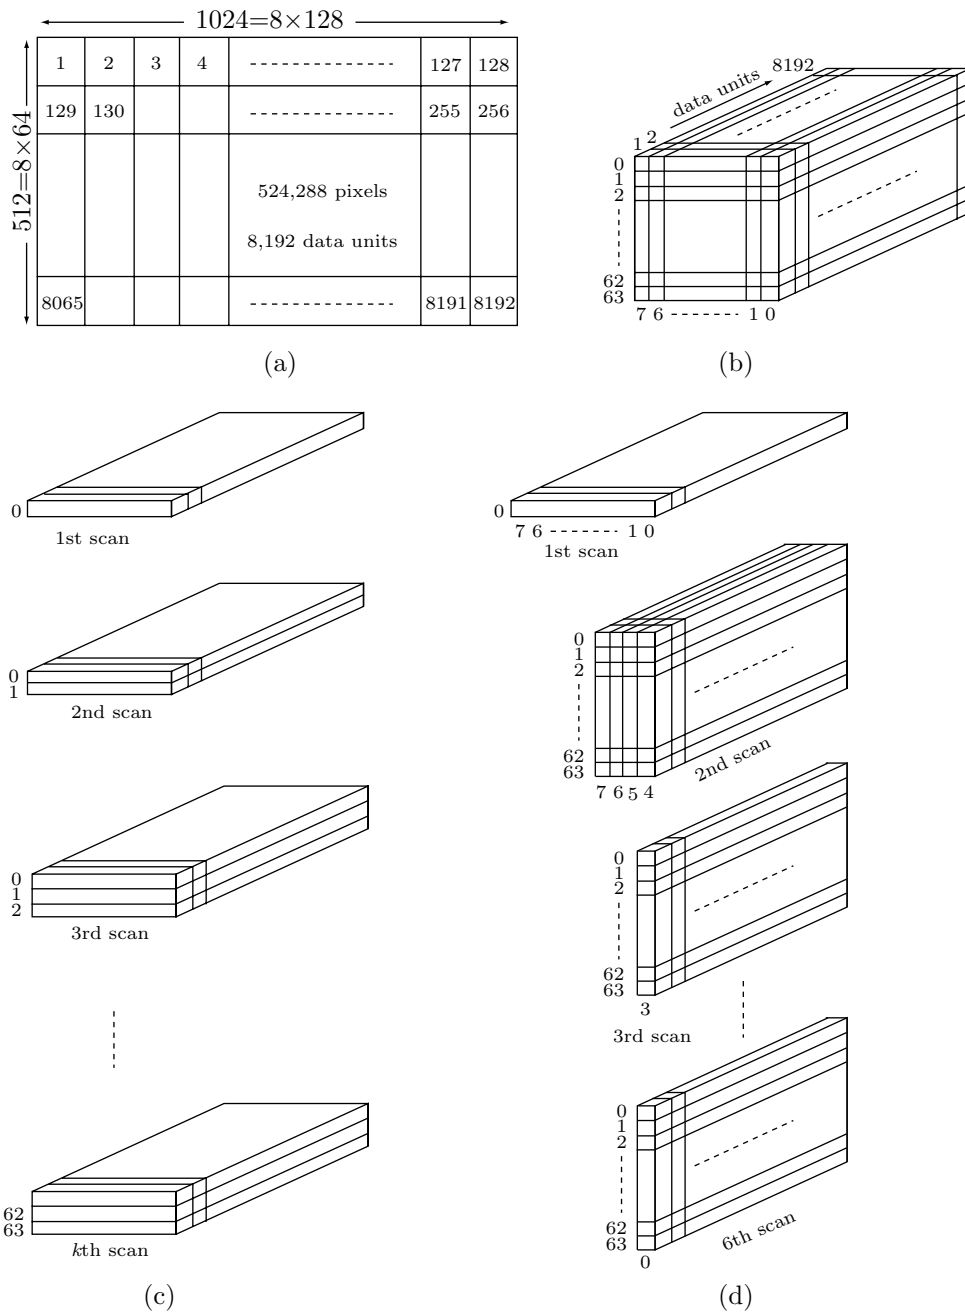 1024=8×128
512=8×64
1 2 3 4 127 128
129 130 255 256
524,288 pixels
8,192 data units
8065 8191 8192
(a)
8192
data units
1 2
0
1
2
62
63
7 6 1 0
(b)
0
1st scan
0
1
2nd scan
0
1
2
3rd scan
62
63
kth scan
(c)
0
7 6 1 0
1st scan
0
1
2
62
63
7 6 5 4
2nd scan
0
1
2
62
63
3
3rd scan
0
1
2
62
63
0
6th scan
(d)